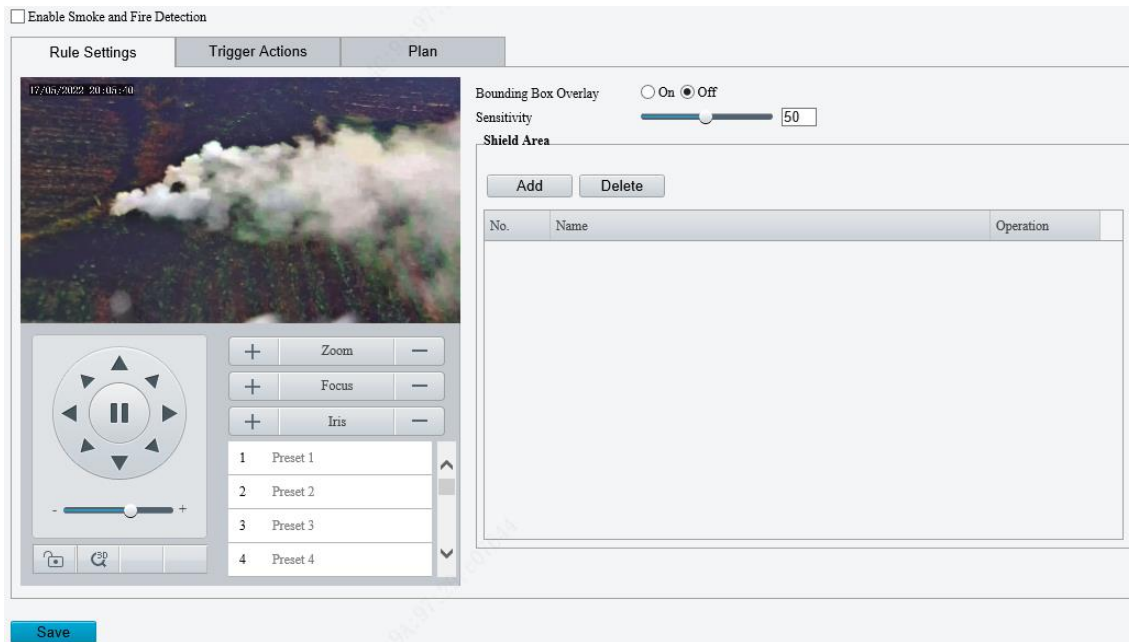 Enable Smoke and Fire Detection
Rule Settings
Trigger Actions
Plan
17/05/2022 20:05:40
Bounding Box Overlay On Off
Sensitivity 50
Shield Area
Add Delete
No. Name Operation
+ Zoom —
+ Focus —
+ Iris —
1 Preset 1
2 Preset 2
3 Preset 3
4 Preset 4
- +
3D
Save